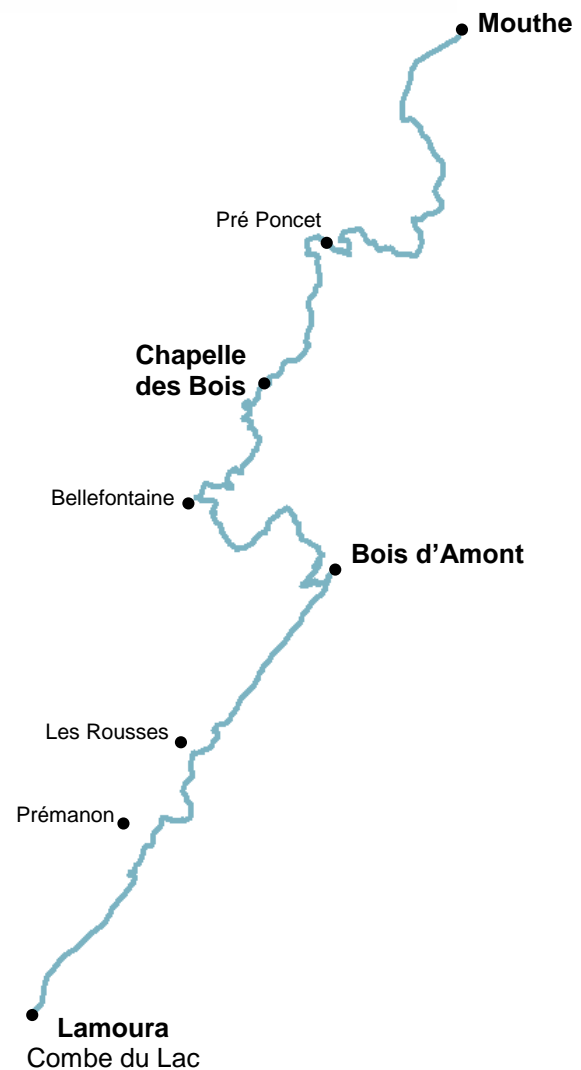 Mouthe
Pré Poncet
Chapelle
des Bois
Bellefontaine
Bois d’Amont
Les Rousses
Prémanon
Lamoura
Combe du Lac